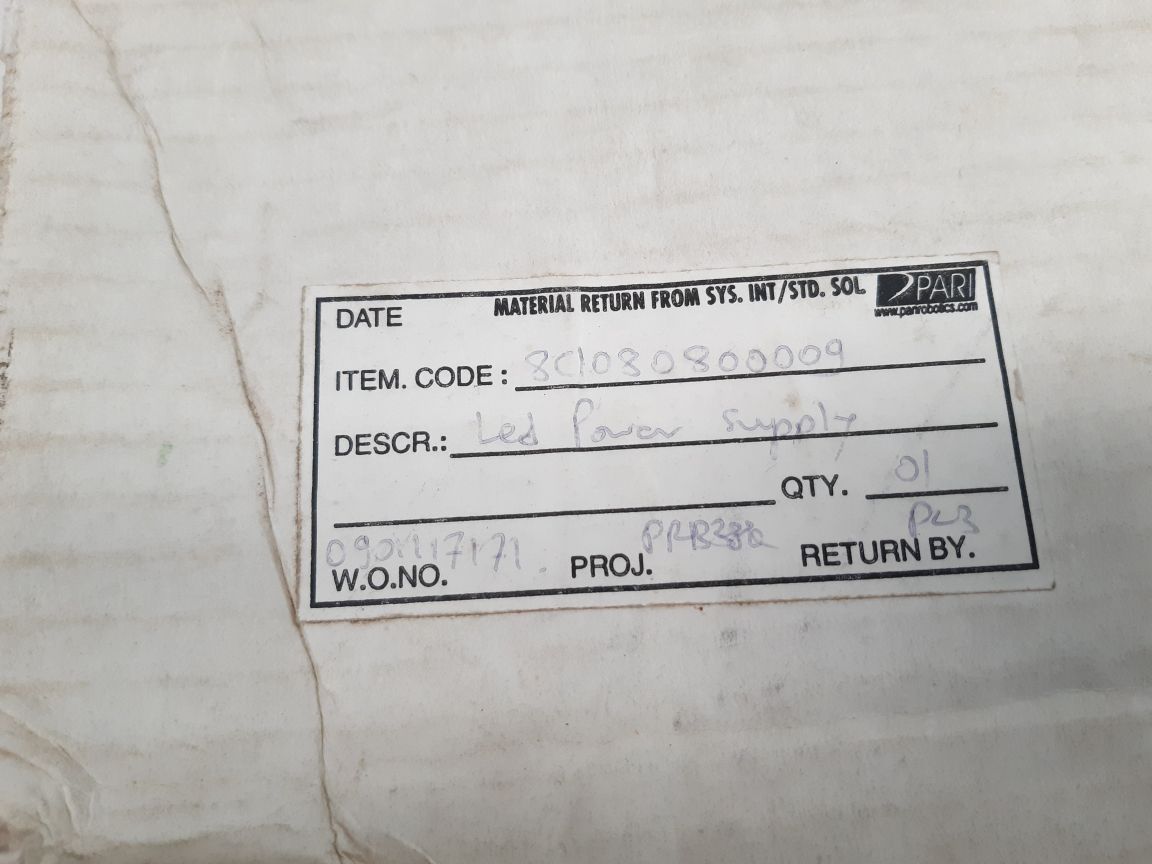 DATE MATERIAL RETURN FROM SYS. INT/STD. SOL PARI
www.parirobotics.com
ITEM. CODE : 8C1080800009
DESCR.: Led Power Supply
QTY. 01
W.O.NO. PROJ. RETURN BY.